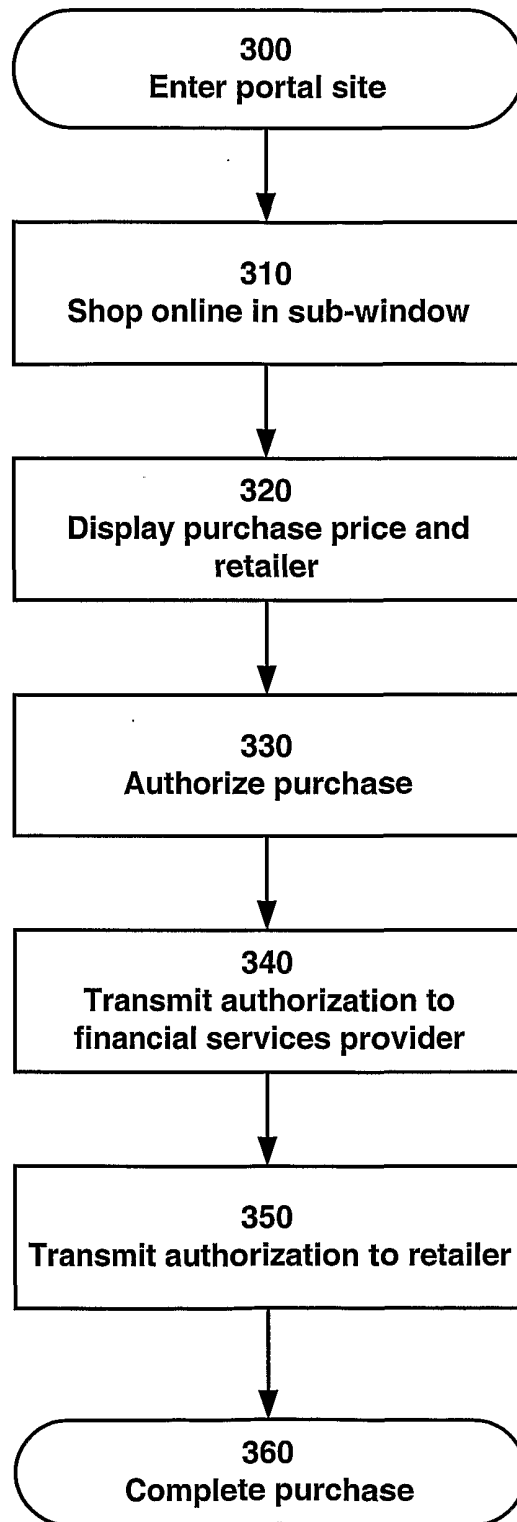 300
Enter portal site
310
Shop online in sub-window
320
Display purchase price and
retailer
330
Authorize purchase
340
Transmit authorization to
financial services provider
350
Transmit authorization to retailer
360
Complete purchase